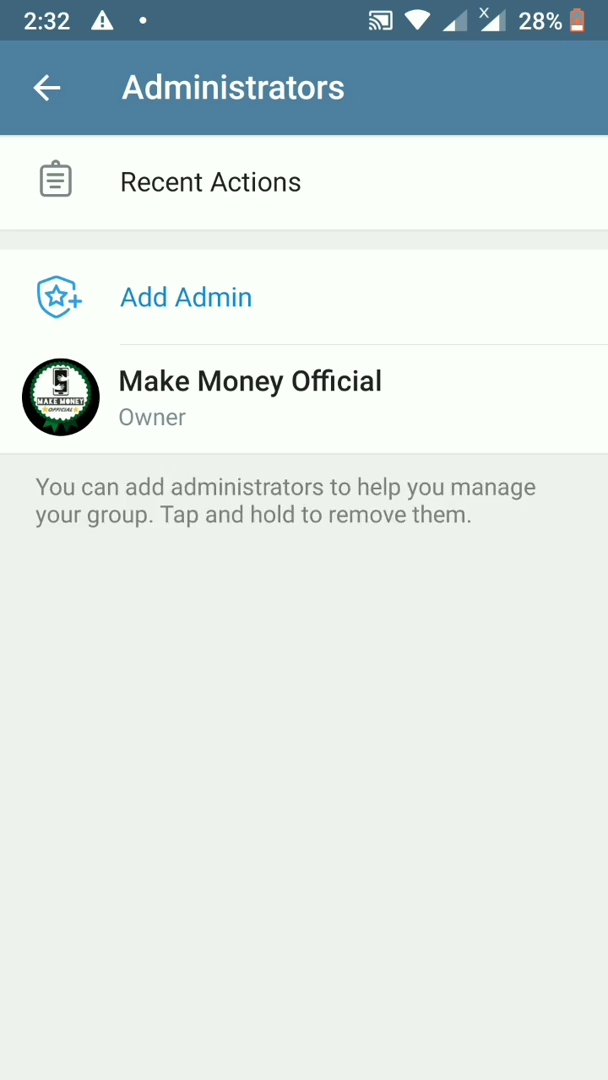 2:32
28%
Administrators
Recent Actions
Add Admin
Make Money Official
Owner
MAKE MONEY
OFFICIAL
You can add administrators to help you manage
your group. Tap and hold to remove them.